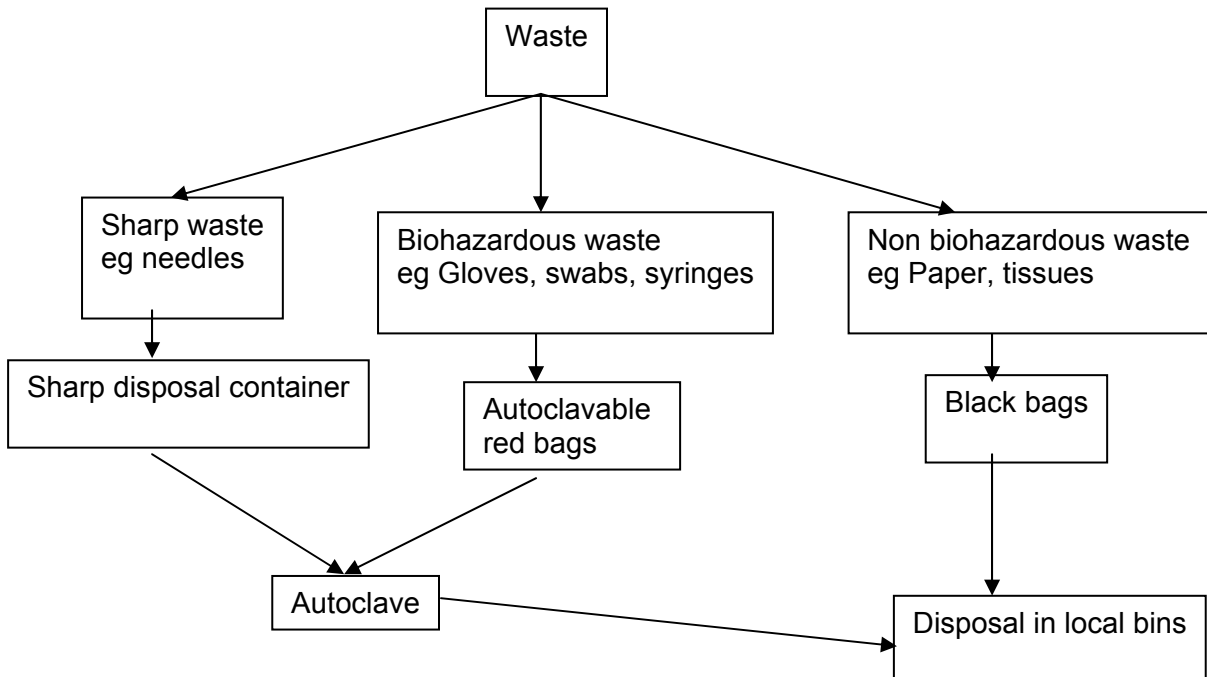 Waste
Sharp waste
eg needles
Biohazardous waste
eg Gloves, swabs, syringes
Non biohazardous waste
eg Paper, tissues
Sharp disposal container
Autoclavable
red bags
Black bags
Autoclave
Disposal in local bins